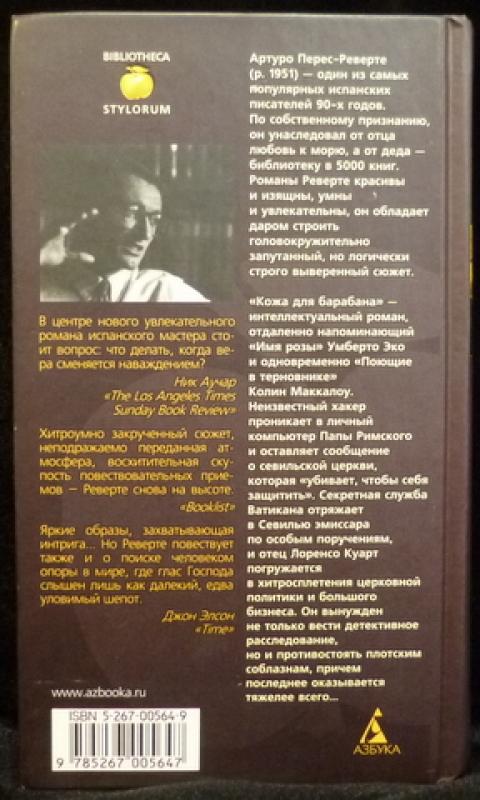 BIBLIOTHECA
STYLORUM
В центре нового увлекательного
романа испанского мастера сто-
ит вопрос: что делать, когда ве-
ра сменяется наваждением?
Ник Аучар
«The Los Angeles Times
Sunday Book Review»
Хитроумно закрученный сюжет,
неподражаемо переданная ат-
мосфера, восхитительная ску-
пость повествовательных прие-
мов — Реверте снова на высоте.
«Booklist»
Яркие образы, захватывающая
интрига... Но Реверте повествует
также и о поиске человеком
опоры в мире, где глас Господа
слышен лишь как далекий, едва
уловимый шепот.
Джон Элсон
«Time»
www.azbooka.ru
ISBN 5-267-00564-9
9 785267 005647
Артуро Перес-Реверте
(р. 1951) — один из самых
популярных испанских
писателей 90-х годов.
По собственному признанию,
он унаследовал от отца
любовь к морю, а от деда —
библиотеку в 5000 книг.
Романы Реверте красивы
и изящны, умны
и увлекательны, он обладает
даром строить
головокружительно
запутанный, но логически
строго выверенный сюжет.
«Кожа для барабана» —
интеллектуальный роман,
отдаленно напоминающий
«Имя розы» Умберто Эко
и одновременно «Поющие
в терновнике»
Колин Маккалоу.
Неизвестный хакер
проникает в личный
компьютер Папы Римского
и оставляет сообщение
о севильской церкви,
которая «убивает, чтобы себя
защитить». Секретная служба
Ватикана отряжает
в Севилью эмиссара
по особым поручениям,
и отец Лоренсо Куарт
погружается
в хитросплетения церковной
политики и большого
бизнеса. Он вынужден
не только вести детективное
расследование,
но и противостоять плотским
соблазнам, причем
последнее оказывается
тяжелее всего...
АЗБУКА